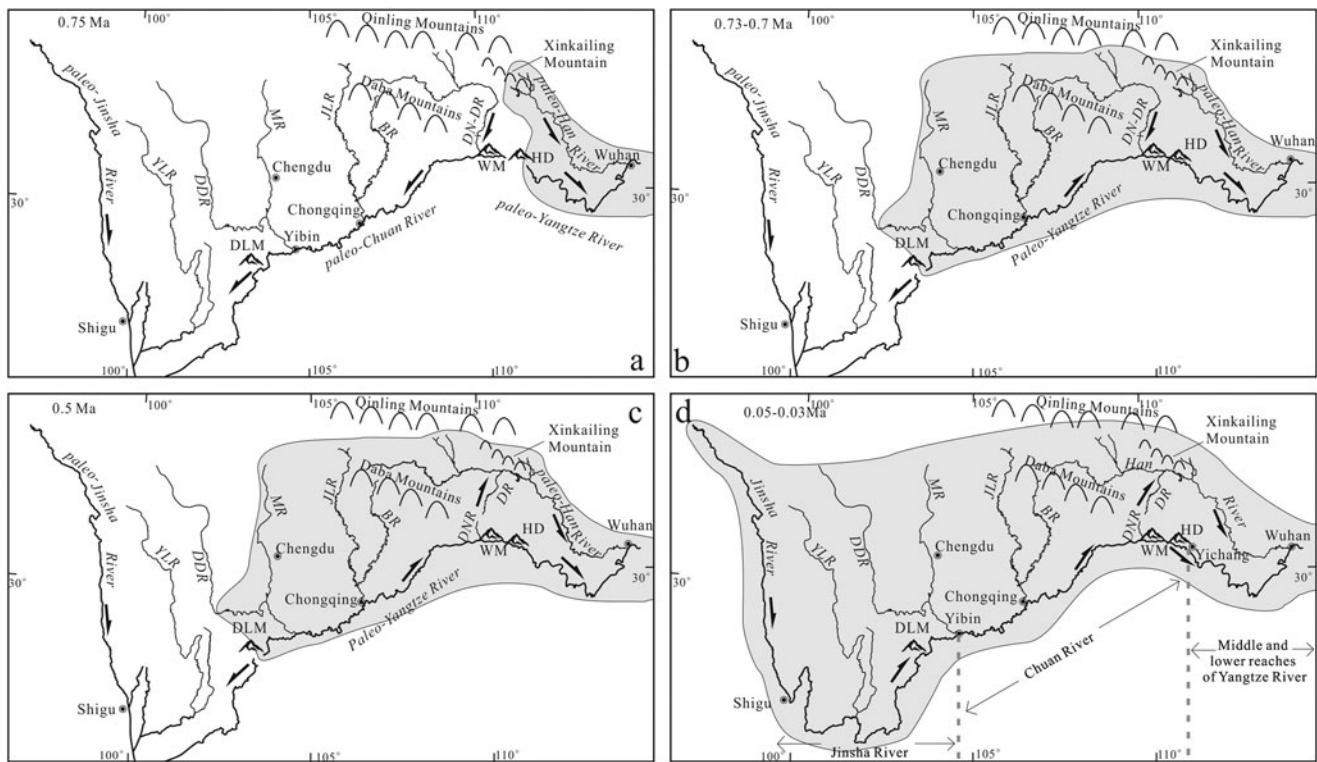 0.75 Ma
100°
105°
110°
Qinling Mountains
Xinkailing
Mountain
paleo-Jinsha
River
YLR
DDR
MR
JLR
Daba Mountains
BR
DN-DR
paleo-Han
River
Wuhan
WM
HD
Chengdu
30°
30°
Chongqing
Yibin
paleo-Chuan River
paleo-Yangtze River
DLM
Shigu
100°
105°
110°
a
0.73-0.7 Ma
100°
105°
110°
Qinling Mountains
Xinkailing
Mountain
paleo-Jinsha
River
YLR
DDR
MR
JLR
Daba Mountains
BR
DN-DR
paleo-Han
River
Wuhan
WM
HD
Chengdu
30°
30°
Chongqing
Paleo-Yangtze River
DLM
Shigu
100°
105°
110°
b
0.5 Ma
100°
105°
110°
Qinling Mountains
c
Xinkailing
Mountain
paleo-Jinsha
River
YLR
DDR
MR
JLR
Daba Mountains
BR
DNR
DR
paleo-Han
River
Wuhan
WM
HD
Chengdu
30°
30°
Chongqing
Paleo-Yangtze River
DLM
Shigu
100°
105°
110°
d
0.05-0.03Ma
100°
105°
110°
Qinling Mountains
Xinkailing
Mountain
Jinsha
River
YLR
DDR
MR
JLR
Daba Mountains
BR
Han
River
DNR
DR
Wuhan
WM
HD
Yichang
Chengdu
30°
30°
Chongqing
Yibin
DLM
Chuan River
Middle and
lower reaches
of Yangtze River
Shigu
Jinsha River
100°
105°
110°